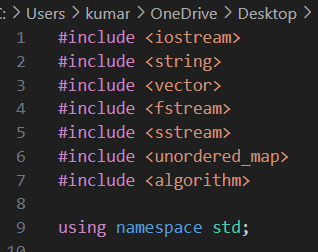 : > Users > kumar > OneDrive > Desktop >
1 #include <iostream>
2 #include <string>
3 #include <vector>
4 #include <fstream>
5 #include <sstream>
6 #include <unordered_map>
7 #include <algorithm>
8
9 using namespace std;
10